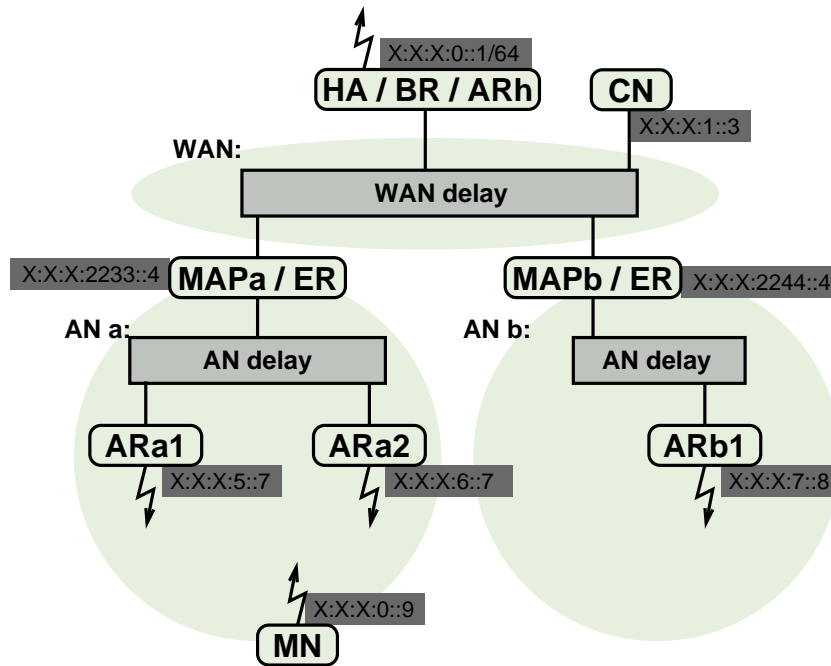 X:X:X:0::1/64
HA / BR / ARh
CN
X:X:X:1::3
WAN:
WAN delay
X:X:X:2233::4
MAPa / ER
MAPb / ER
X:X:X:2244::4
AN a:
AN b:
AN delay
AN delay
ARa1
ARa2
ARb1
X:X:X:5::7
X:X:X:6::7
X:X:X:7::8
X:X:X:0::9
MN